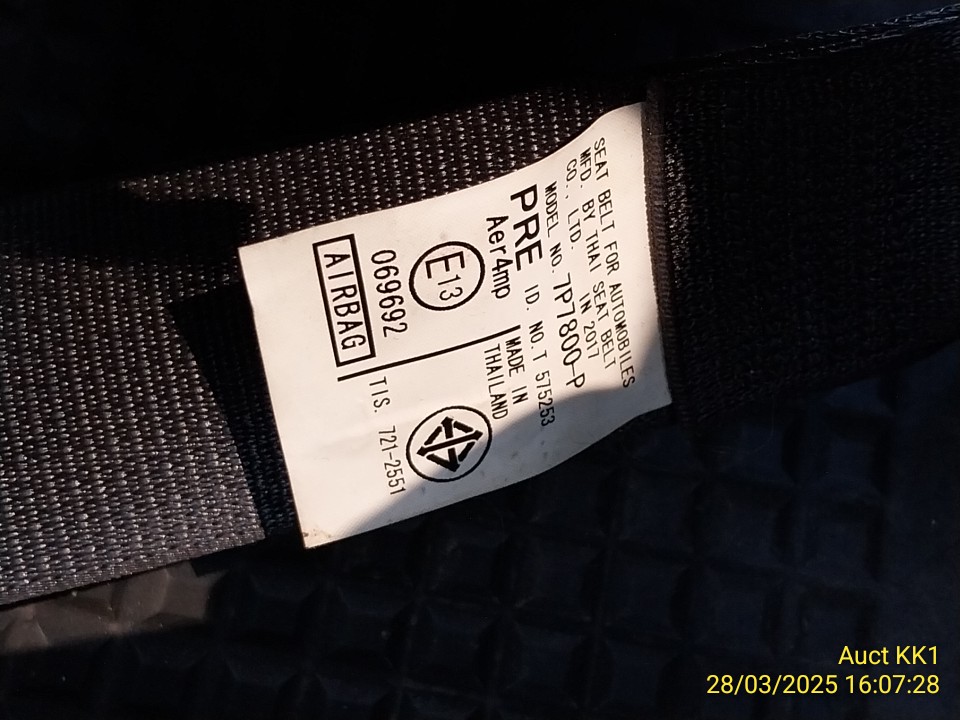 SEAT BELT FOR AUTOMOBILES
MFD. BY THAI SEAT BELT
CO., LTD. IN 2017
MODEL NO. 7P7800-P
PRE ID. NO. T 575253
Aer4mp
MADE IN
THAILAND
E13
069692
AIRBAG
TIS. 721-2551
Auct KK1
28/03/2025 16:07:28